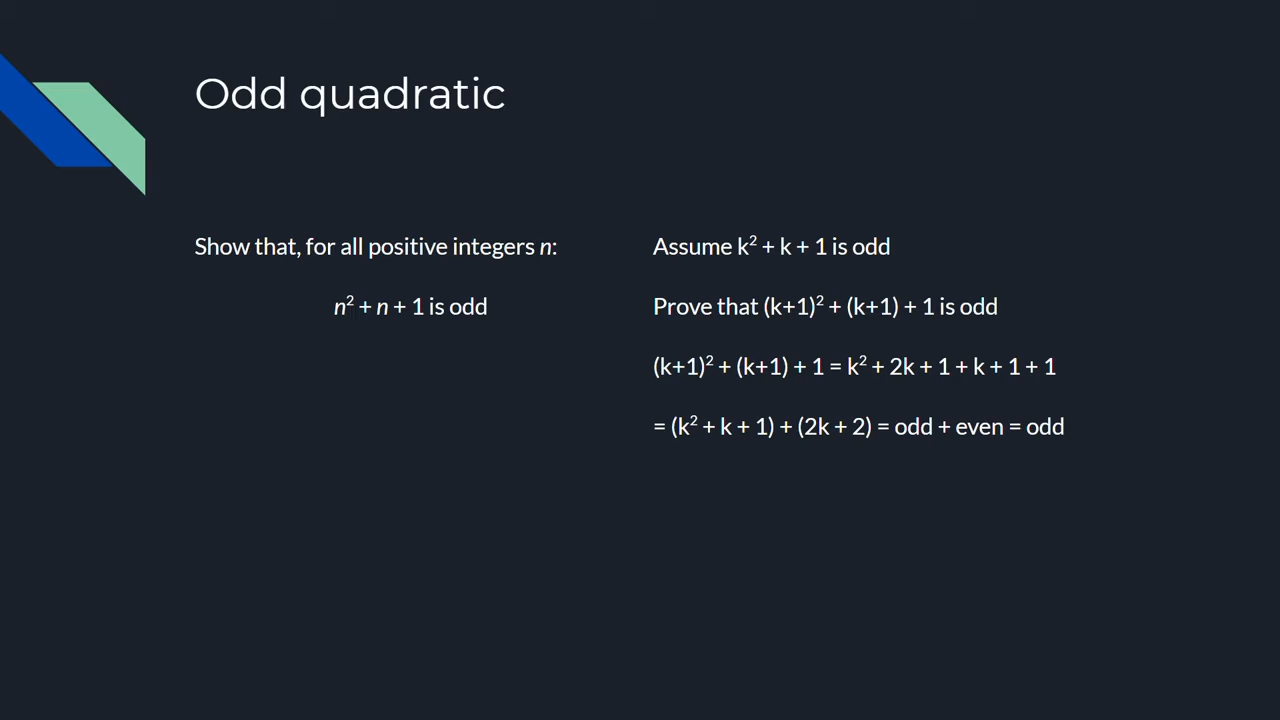 Odd quadratic
Show that, for all positive integers n:
n² + n + 1 is odd
Assume k² + k + 1 is odd
Prove that (k+1)² + (k+1) + 1 is odd
(k+1)² + (k+1) + 1 = k² + 2k + 1 + k + 1 + 1
= (k² + k + 1) + (2k + 2) = odd + even = odd